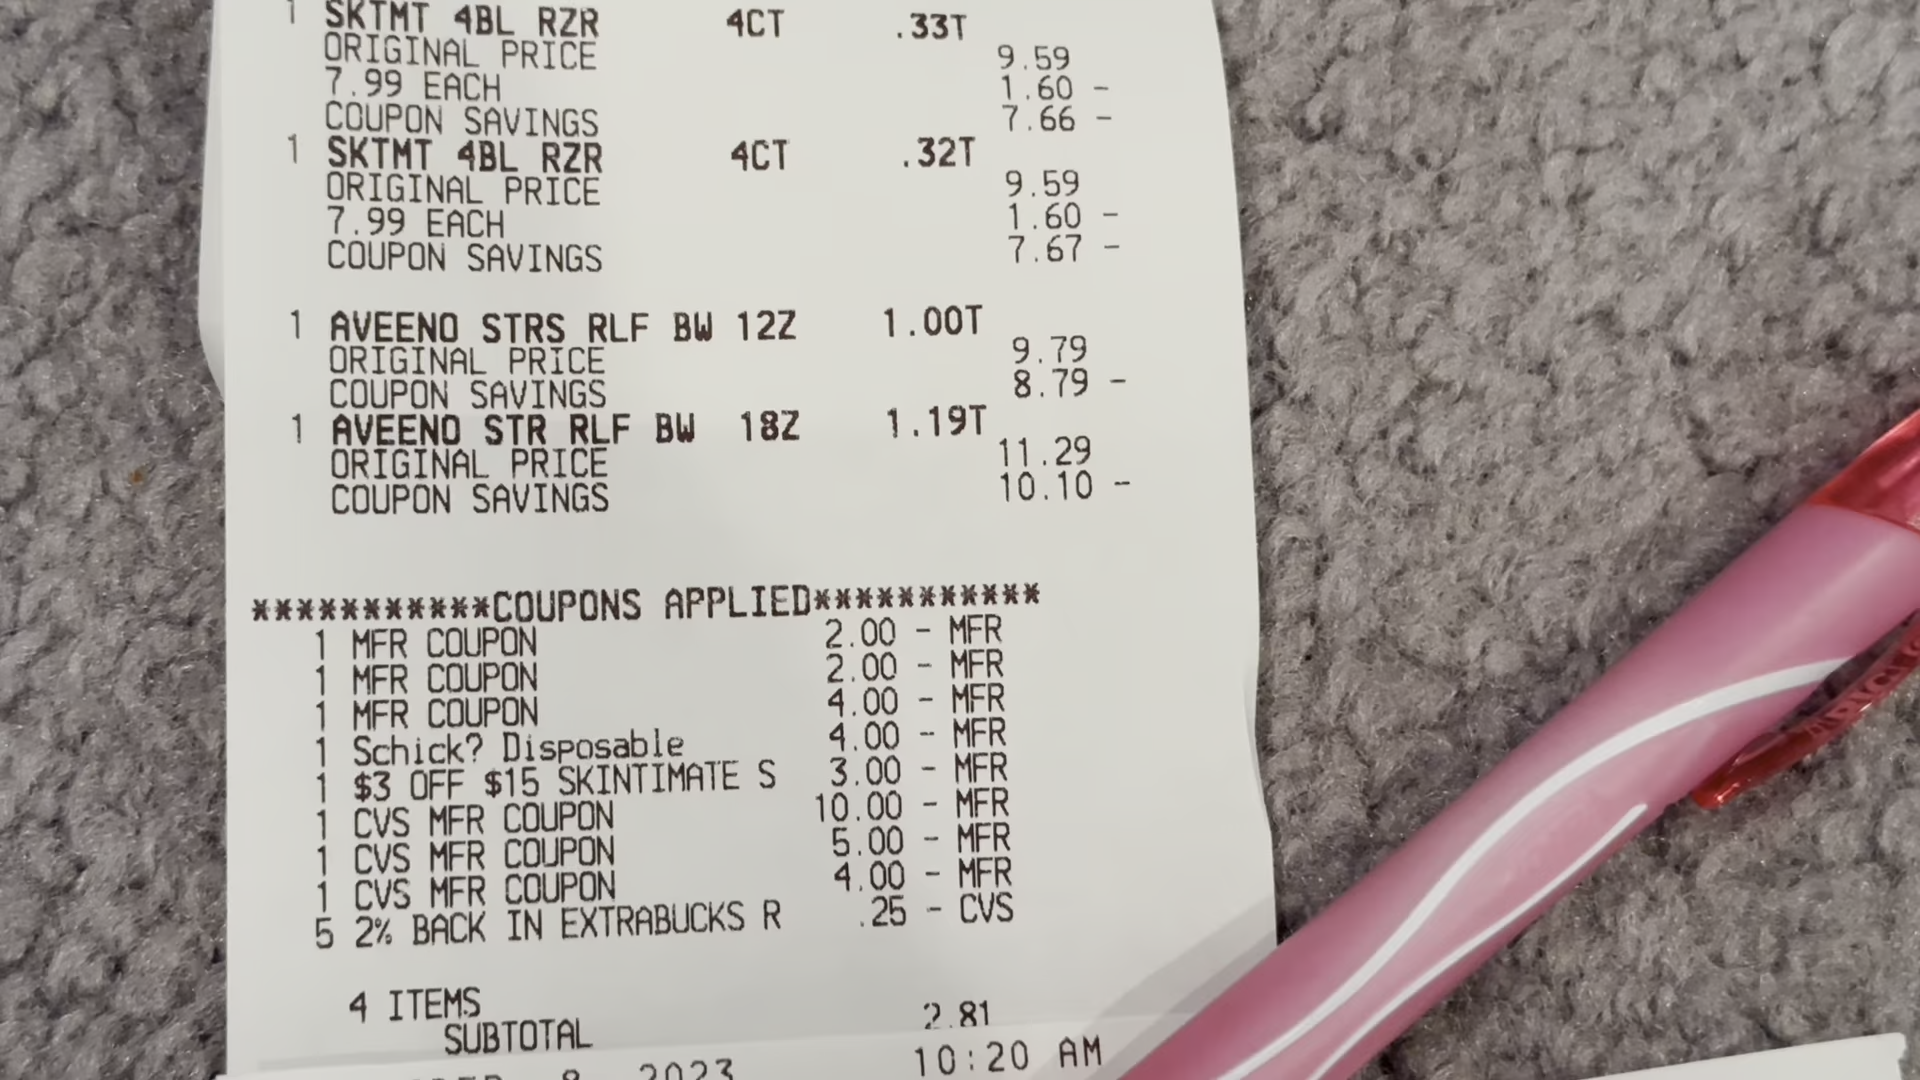 1 SKTMT 4BL RZR 4CT .33T
ORIGINAL PRICE 9.59
7.99 EACH 1.60 -
COUPON SAVINGS 7.66 -
1 SKTMT 4BL RZR 4CT .32T
ORIGINAL PRICE 9.59
7.99 EACH 1.60 -
COUPON SAVINGS 7.67 -
1 AVEENO STRS RLF BW 12Z 1.00T
ORIGINAL PRICE 9.79
COUPON SAVINGS 8.79 -
1 AVEENO STR RLF BW 18Z 1.19T
ORIGINAL PRICE 11.29
COUPON SAVINGS 10.10 -
***********COUPONS APPLIED***********
1 MFR COUPON 2.00 - MFR
1 MFR COUPON 2.00 - MFR
1 MFR COUPON 4.00 - MFR
1 Schick? Disposable 4.00 - MFR
1 $3 OFF $15 SKINTIMATE S 3.00 - MFR
1 CVS MFR COUPON 10.00 - MFR
1 CVS MFR COUPON 5.00 - MFR
1 CVS MFR COUPON 4.00 - MFR
5 2% BACK IN EXTRABUCKS R .25 - CVS
4 ITEMS
SUBTOTAL 2.81
8, 2023 10:20 AM